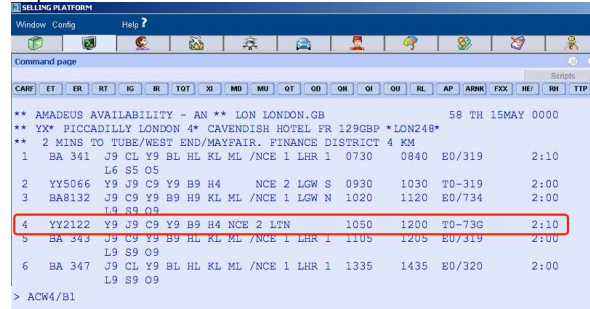 SELLING PLATFORM
Window Config Help ?
Command page
Scripts
CARF ET ER RT IG IR TQT XI MD MU QT QD QN QI QU RL AP ARNK FXX HE/ RH TTP
** AMADEUS AVAILABILITY - AN ** LON LONDON.GB 58 TH 15MAY 0000
** YX* PICCADILLY LONDON 4* CAVENDISH HOTEL FR 129GBP *LON248*
** 2 MINS TO TUBE/WEST END/MAYFAIR. FINANCE DISTRICT 4 KM
1 BA 341 J9 CL Y9 BL HL KL ML /NCE 1 LHR 1 0730 0840 E0/319 2:10
L6 S5 O5
2 YY5066 Y9 J9 C9 Y9 B9 H4 NCE 2 LGW S 0930 1030 T0-319 2:00
3 BA8132 J9 C9 Y9 B9 H9 KL ML /NCE 1 LGW N 1020 1120 E0/734 2:00
L9 S9 O9
4 YY2122 Y9 J9 C9 Y9 B9 H4 NCE 2 LTN 1050 1200 T0-73G 2:10
5 BA 343 J9 C9 Y9 B9 HL KL ML /NCE 1 LHR 1 1105 1205 E0/319 2:00
L9 S9 O9
6 BA 347 J9 CL Y9 BL HL KL ML /NCE 1 LHR 1 1335 1435 E0/320 2:00
L9 S9 O9
> ACW4/B1